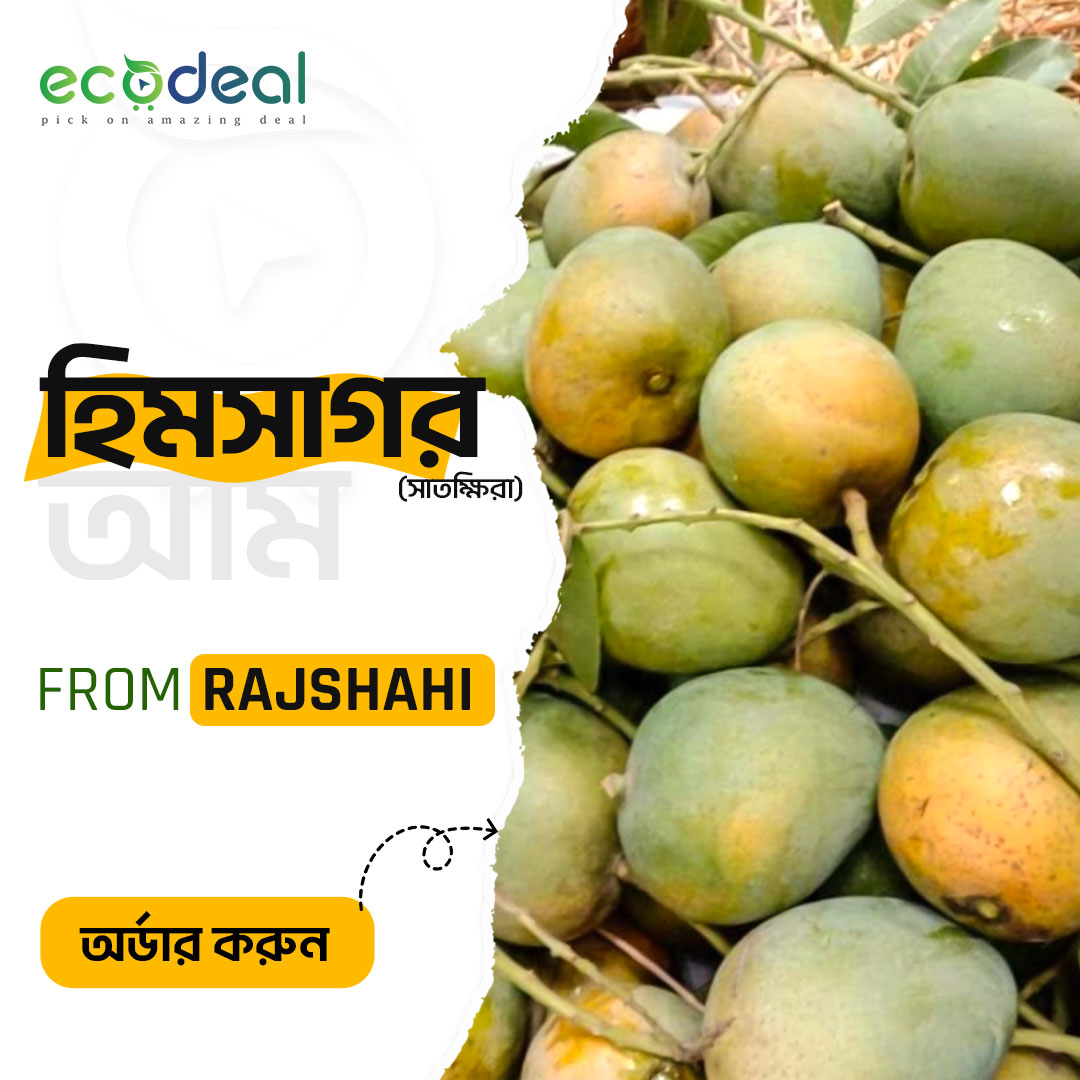 ecodeal
pick on amazing deal
হিমসাগর
(সাতক্ষিরা)
আম
FROM RAJSHAHI
অর্ডার করুন